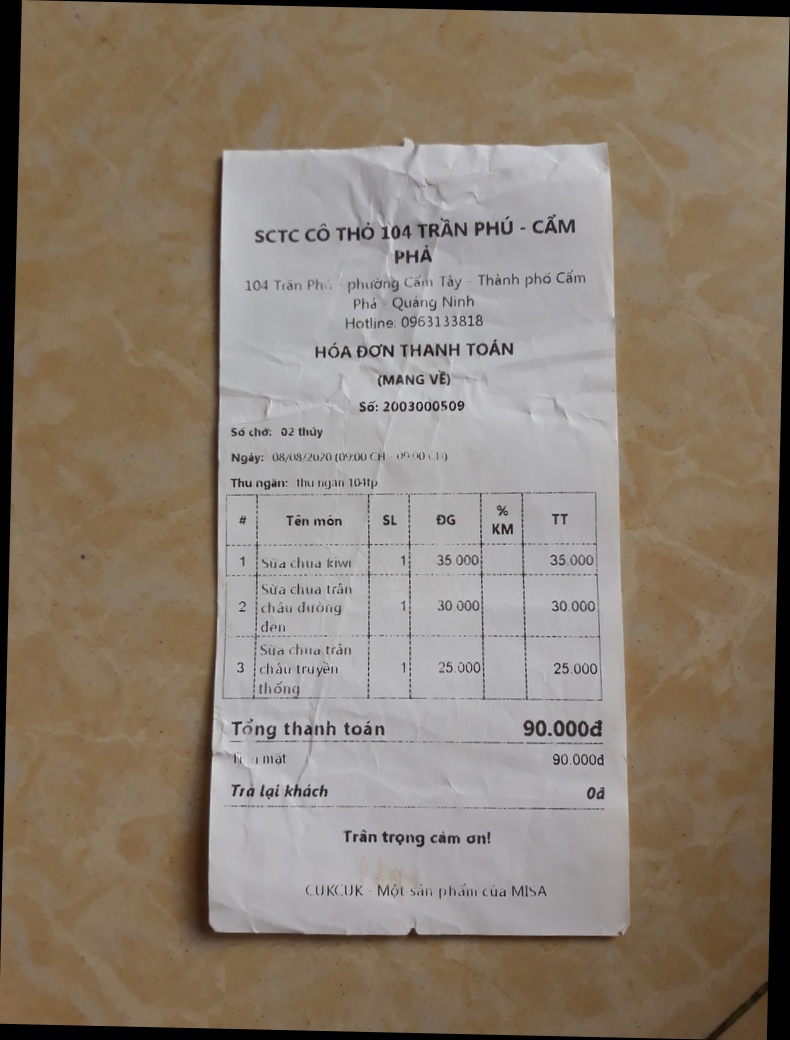 SCTC CÔ THỎ 104 TRẦN PHÚ - CẨM
PHẢ
104 Trần Phú - phường Cẩm Tây - Thành phố Cẩm
Phả - Quảng Ninh
Hotline: 0963133818
HÓA ĐƠN THANH TOÁN
(MANG VỀ)
Số: 2003000509
Số chờ: 02 thủy
Ngày: 08/08/2020 (09:00 CH - 09:00 CH)
Thu ngân: thu ngân 104tp
# Tên món SL ĐG % KM TT
1 Sữa chua kiwi 1 35.000 35.000
2 Sữa chua trân châu đường đen 1 30.000 30.000
3 Sữa chua trân châu truyền thống 1 25.000 25.000
Tổng thanh toán 90.000đ
Tiền mặt 90.000đ
Trả lại khách 0đ
Trân trọng cảm ơn!
CUKCUK - Một sản phẩm của MISA